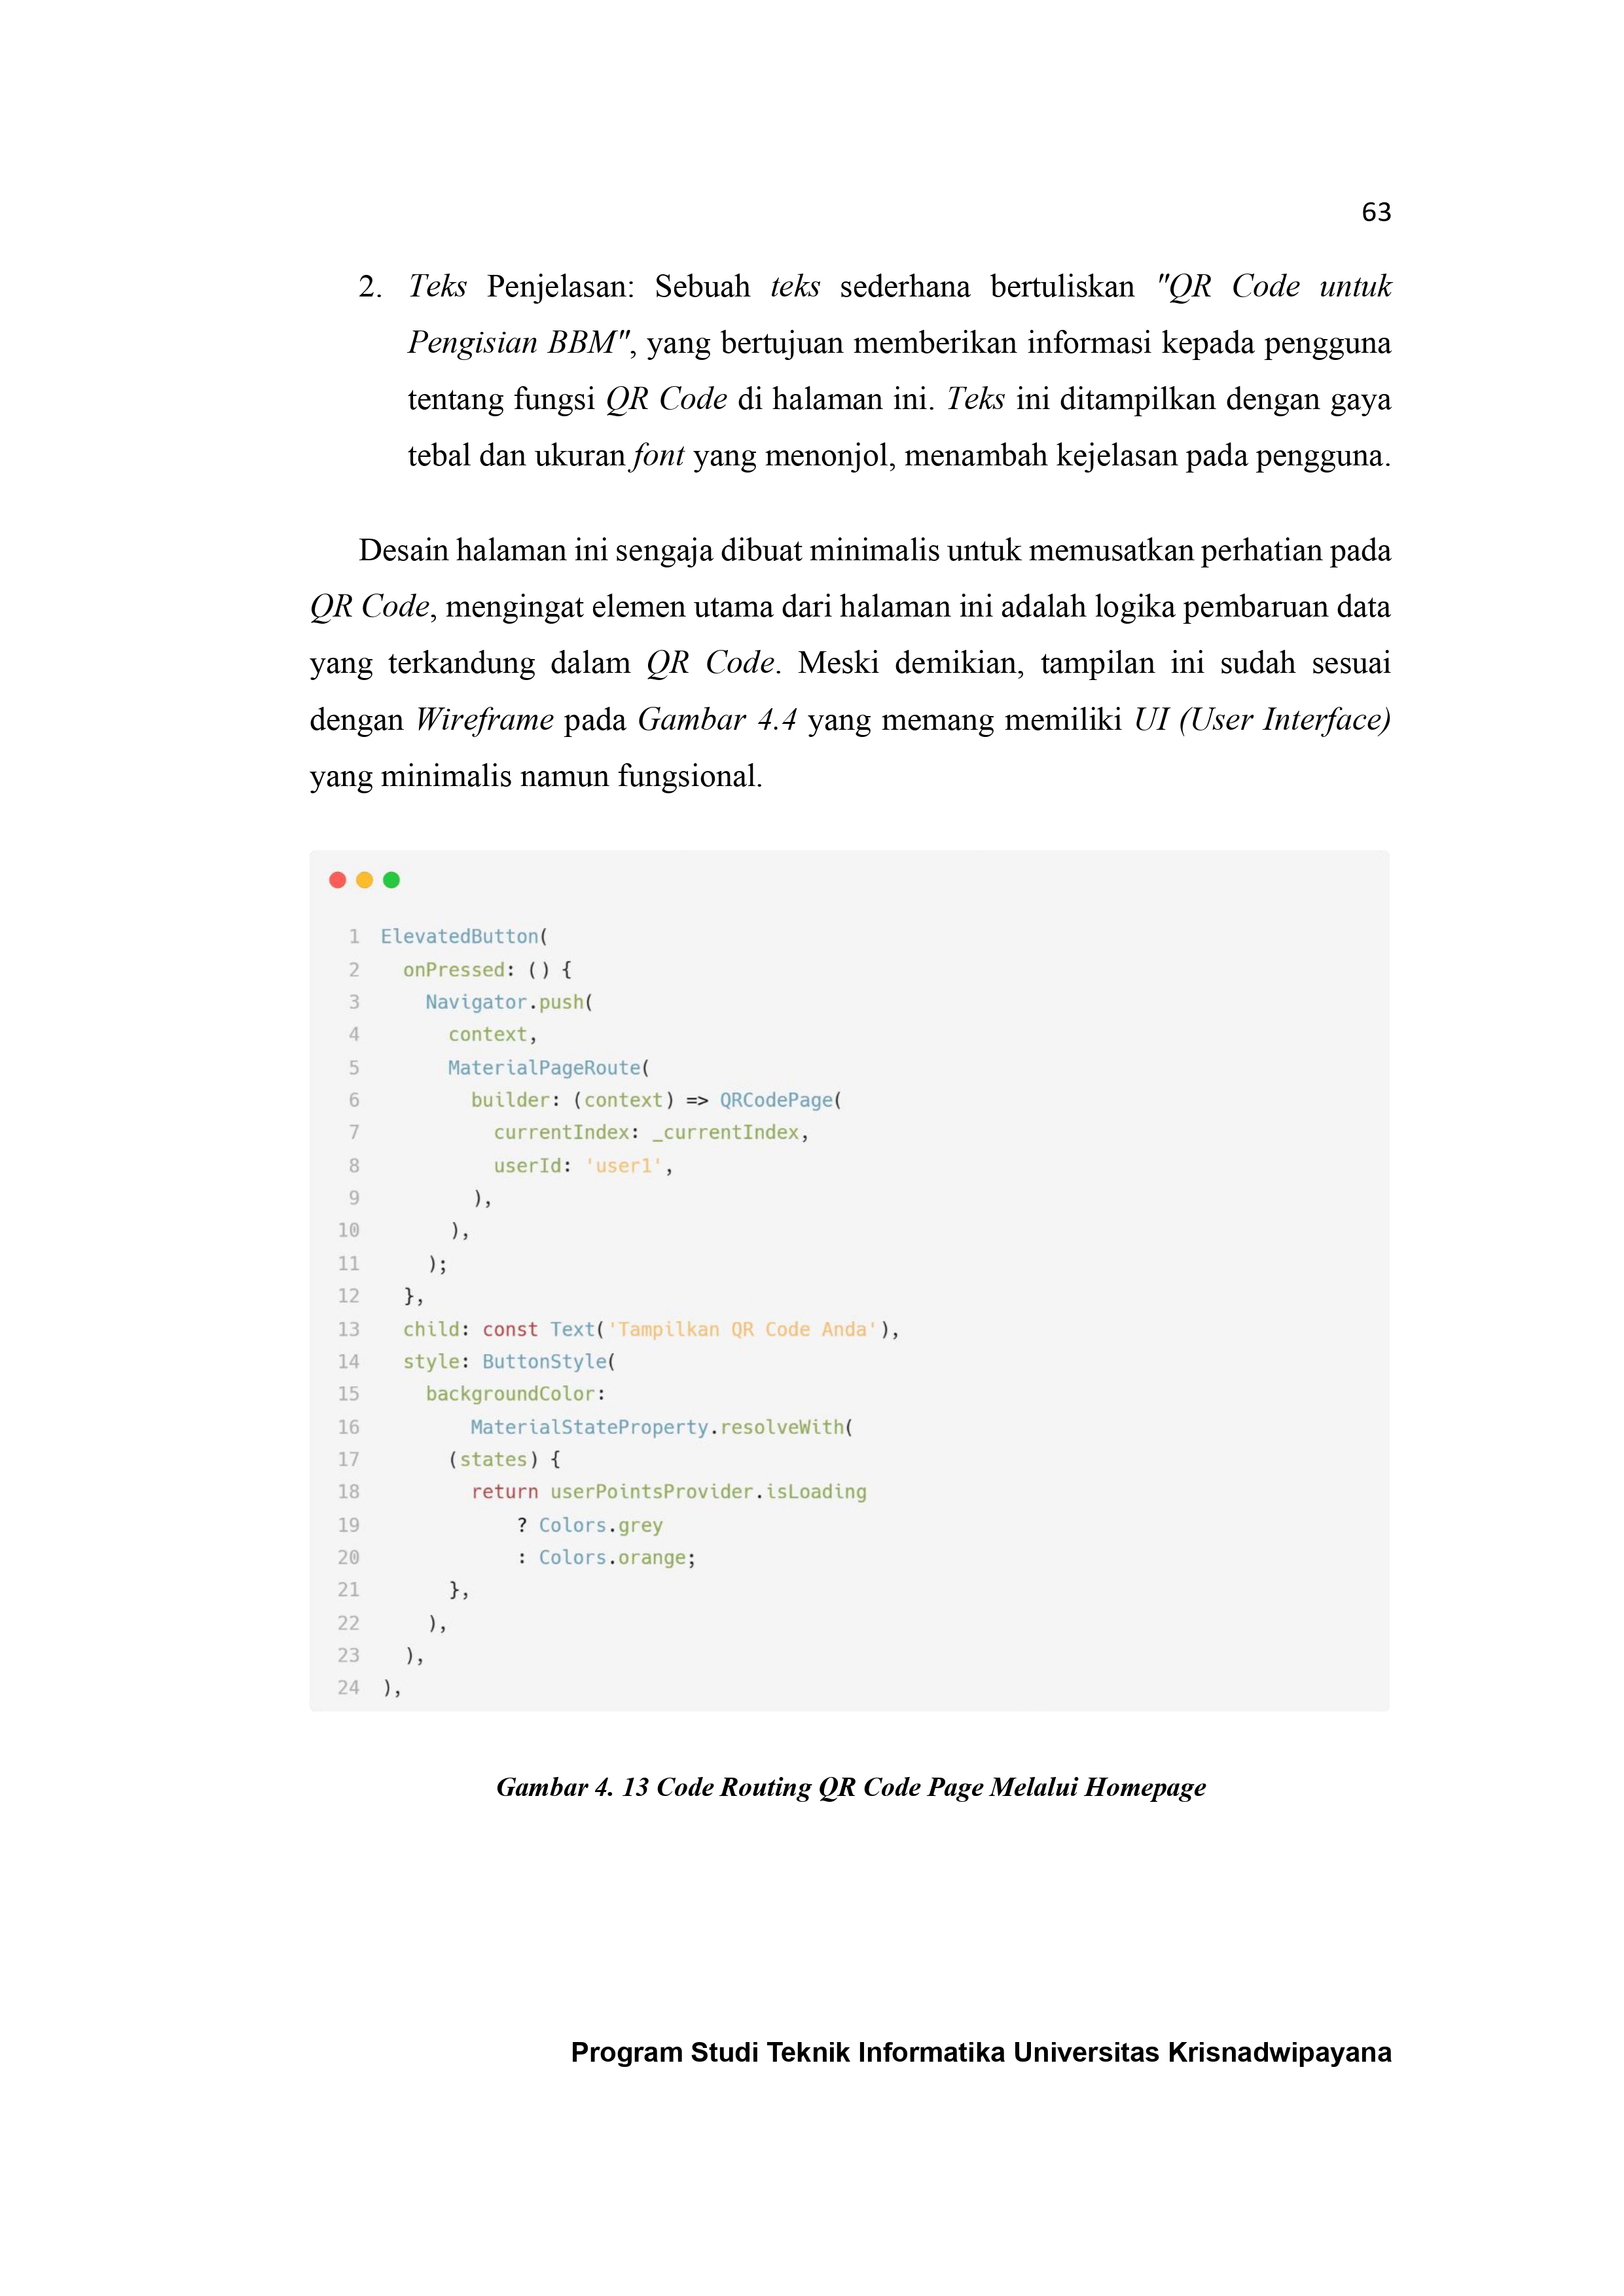 63
2. Teks Penjelasan: Sebuah teks sederhana bertuliskan "QR Code untuk
Pengisian BBM", yang bertujuan memberikan informasi kepada pengguna
tentang fungsi QR Code di halaman ini. Teks ini ditampilkan dengan gaya
tebal dan ukuran font yang menonjol, menambah kejelasan pada pengguna.
Desain halaman ini sengaja dibuat minimalis untuk memusatkan perhatian pada
QR Code, mengingat elemen utama dari halaman ini adalah logika pembaruan data
yang terkandung dalam QR Code. Meski demikian, tampilan ini sudah sesuai
dengan Wireframe pada Gambar 4.4 yang memang memiliki UI (User Interface)
yang minimalis namun fungsional.
1 ElevatedButton(
2   onPressed: () {
3     Navigator.push(
4       context,
5       MaterialPageRoute(
6         builder: (context) => QRCodePage(
7           currentIndex: _currentIndex,
8           userId: 'user1',
9         ),
10       ),
11     );
12   },
13   child: const Text('Tampilkan QR Code Anda'),
14   style: ButtonStyle(
15     backgroundColor:
16         MaterialStateProperty.resolveWith(
17       (states) {
18         return userPointsProvider.isLoading
19             ? Colors.grey
20             : Colors.orange;
21       },
22     ),
23   ),
24 ),
Gambar 4. 13 Code Routing QR Code Page Melalui Homepage
Program Studi Teknik Informatika Universitas Krisnadwipayana